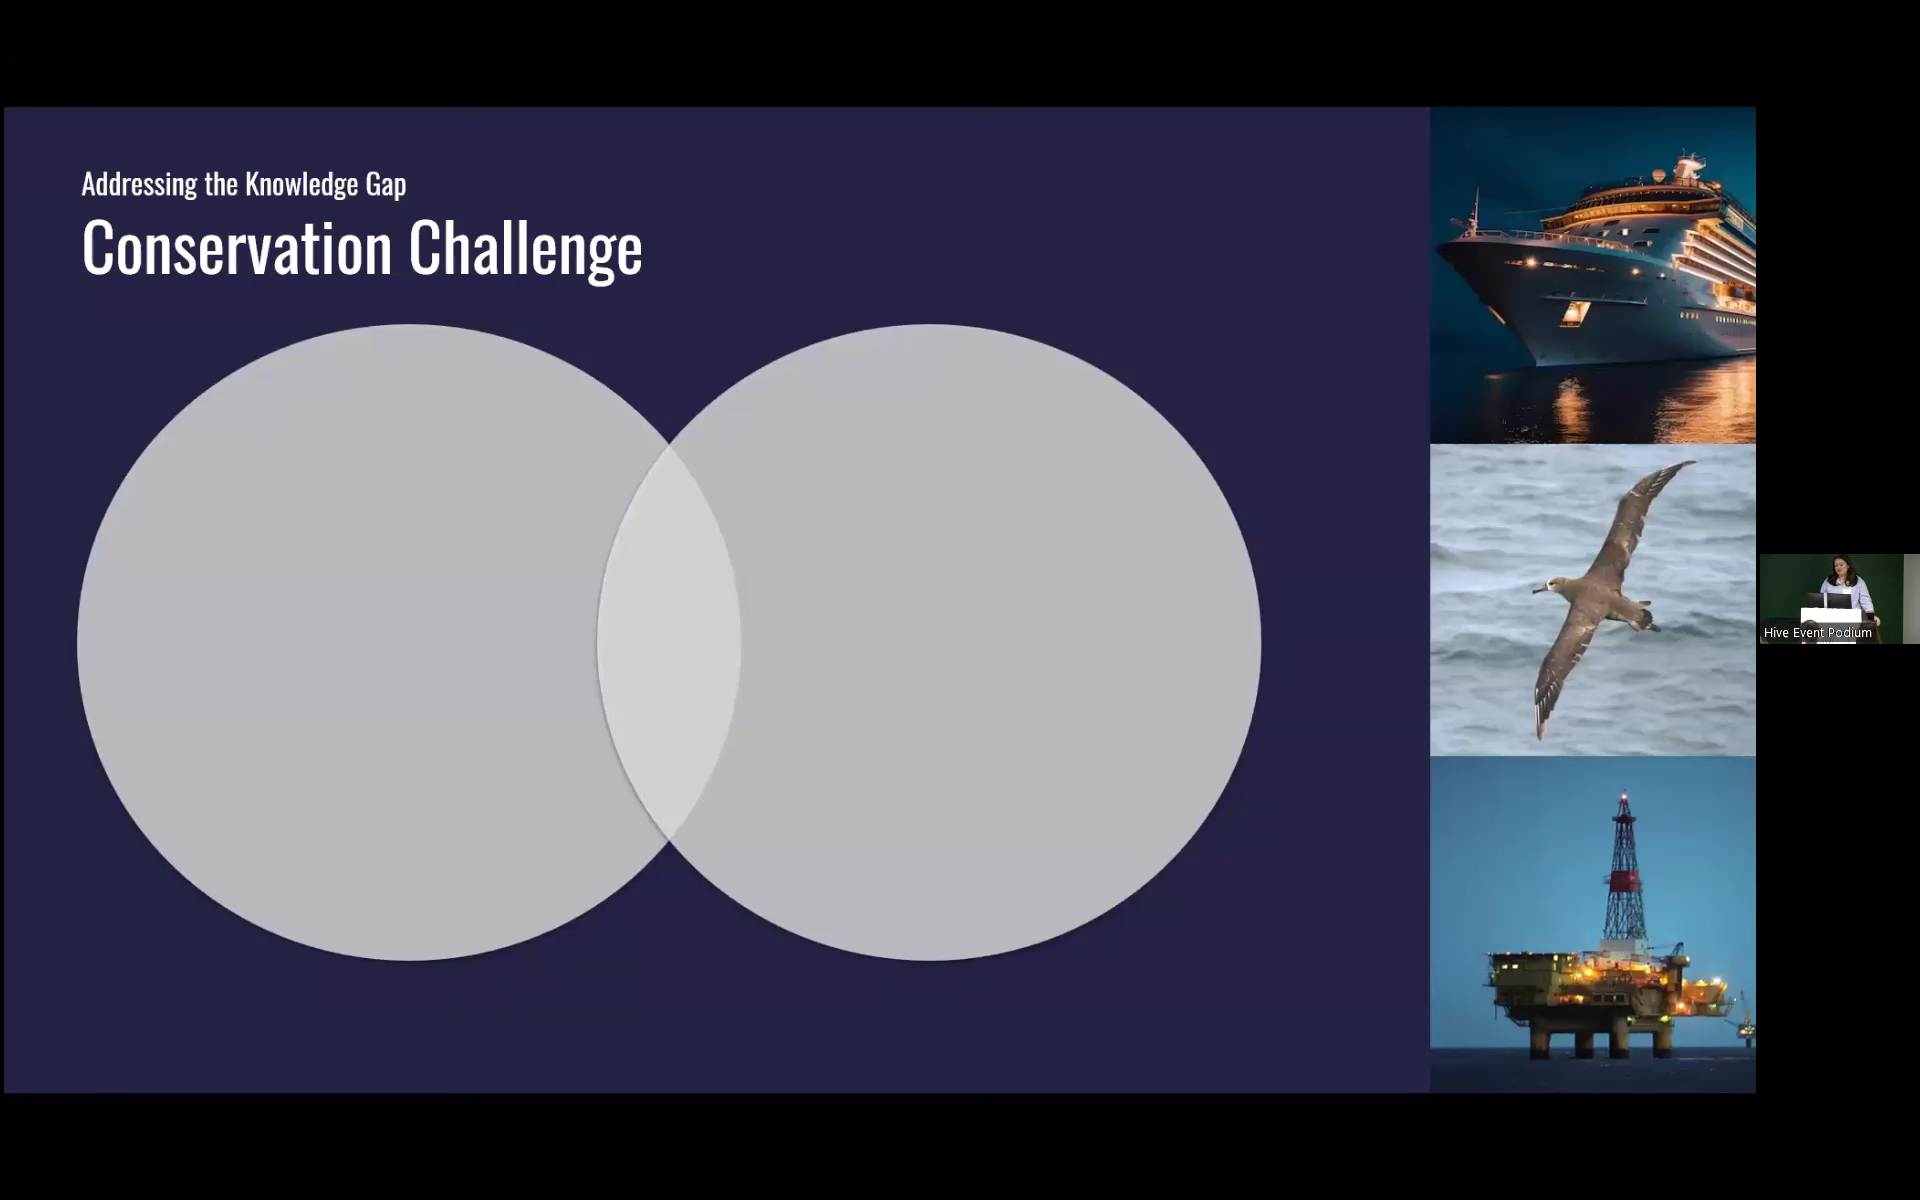 Addressing the Knowledge Gap
Conservation Challenge
Hive Event Podium